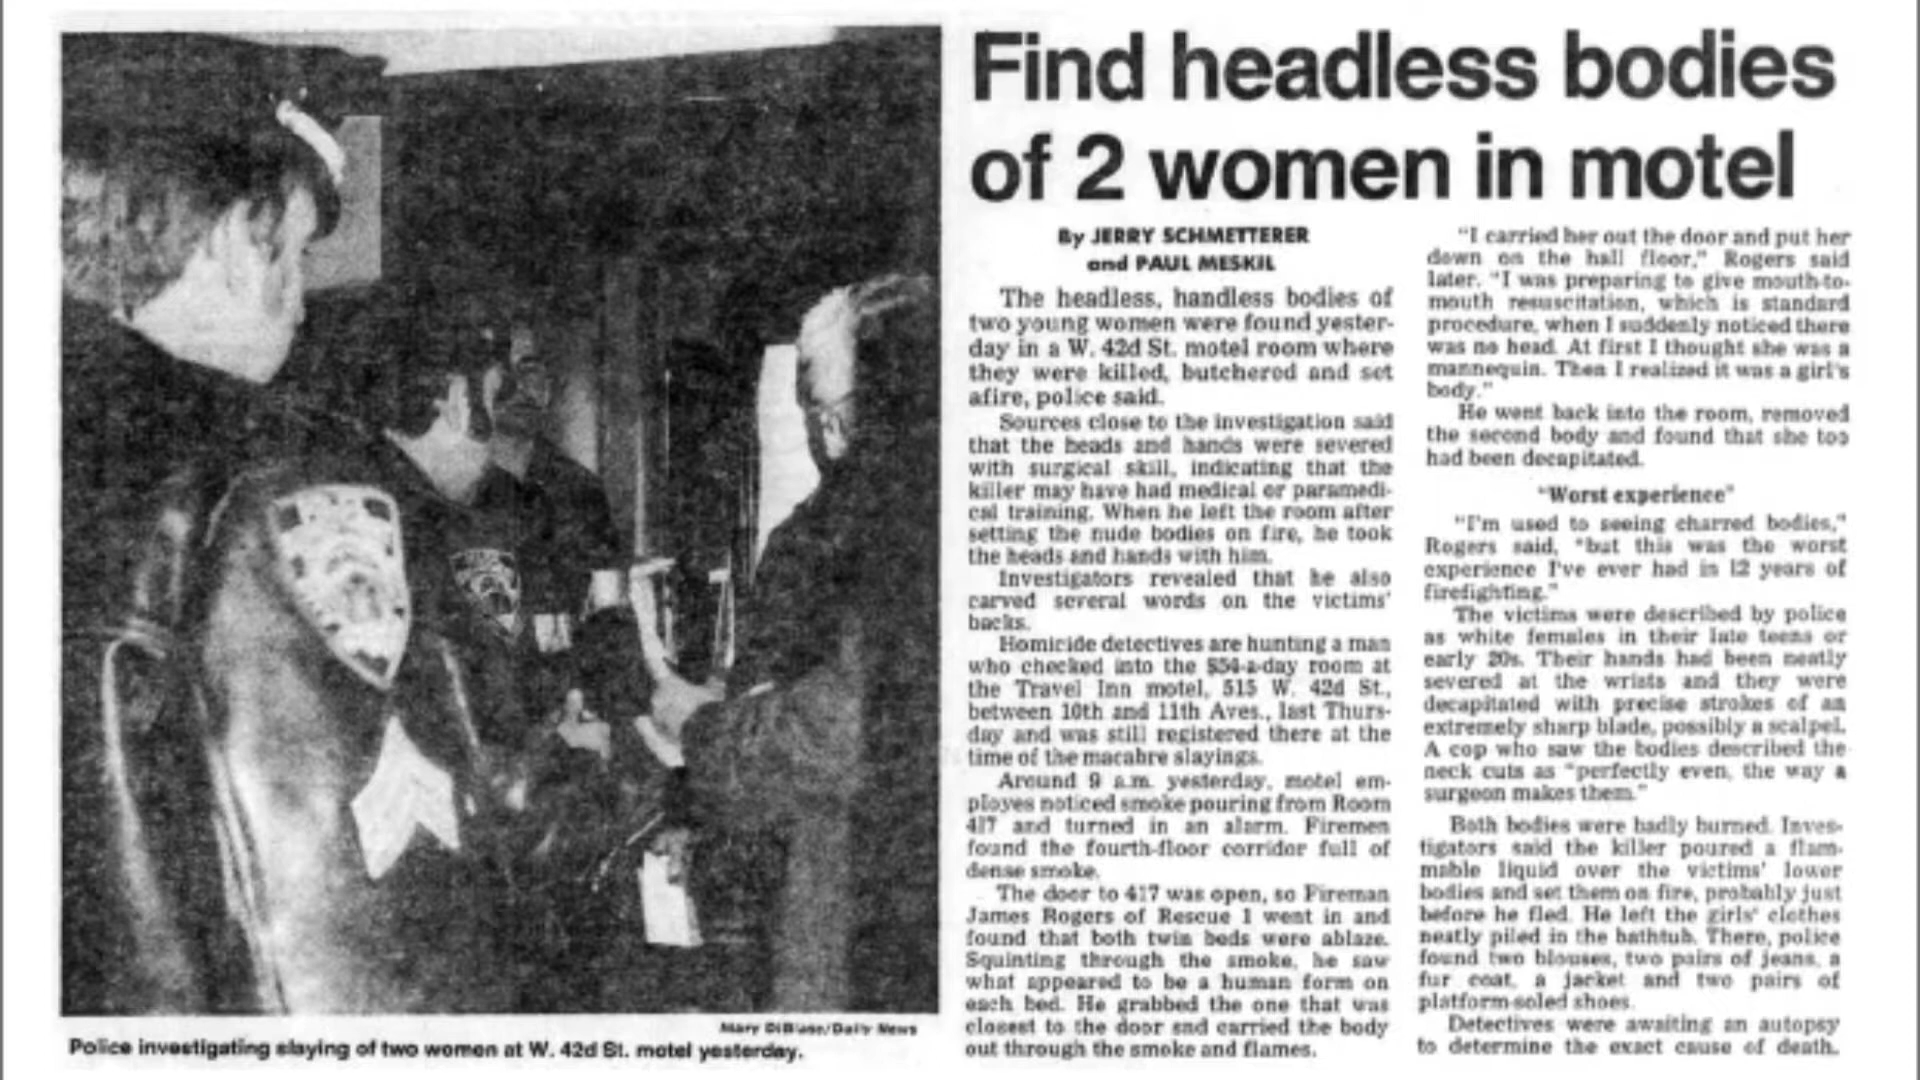 Find headless bodies
of 2 women in motel
By JERRY SCHMETTERER
and PAUL MESKIL
The headless, handless bodies of
two young women were found yester-
day in a W. 42d St. motel room where
they were killed, butchered and set
afire, police said.
Sources close to the investigation said
that the heads and hands were severed
with surgical skill, indicating that the
killer may have had medical or paramedi-
cal training. When he left the room after
setting the nude bodies on fire, he took
the heads and hands with him.
Investigators revealed that he also
carved several words on the victims'
backs.
Homicide detectives are hunting a man
who checked into the $54-a-day room at
the Travel Inn motel, 515 W. 42d St.,
between 10th and 11th Aves., last Thurs-
day and was still registered there at the
time of the macabre slayings.
Around 9 a.m. yesterday, motel em-
ployes noticed smoke pouring from Room
417 and turned in an alarm. Firemen
found the fourth-floor corridor full of
dense smoke.
The door to 417 was open, so Fireman
James Rogers of Rescue 1 went in and
found that both twin beds were ablaze.
Squinting through the smoke, he saw
what appeared to be a human form on
each bed. He grabbed the one that was
closest to the door and carried the body
out through the smoke and flames.
"I carried her out the door and put her
down on the hall floor," Rogers said
later. "I was preparing to give mouth-to-
mouth resuscitation, which is standard
procedure, when I suddenly noticed there
was no head. At first I thought she was a
mannequin. Then I realized it was a girl's
body."
He went back into the room, removed
the second body and found that she too
had been decapitated.
"Worst experience"
"I'm used to seeing charred bodies,"
Rogers said, "but this was the worst
experience I've ever had in 12 years of
firefighting."
The victims were described by police
as white females in their late teens or
early 20s. Their hands had been neatly
severed at the wrists and they were
decapitated with precise strokes of an
extremely sharp blade, possibly a scalpel.
A cop who saw the bodies described the
neck cuts as "perfectly even, the way a
surgeon makes them."
Both bodies were badly burned. Inves-
tigators said the killer poured a flam-
mable liquid over the victims' lower
bodies and set them on fire, probably just
before he fled. He left the girls' clothes
neatly piled in the bathtub. There, police
found two blouses, two pairs of jeans, a
fur coat, a jacket and two pairs of
platform-soled shoes.
Detectives were awaiting an autopsy
to determine the exact cause of death.
Mary DiBiase/Daily News
Police investigating slaying of two women at W. 42d St. motel yesterday.